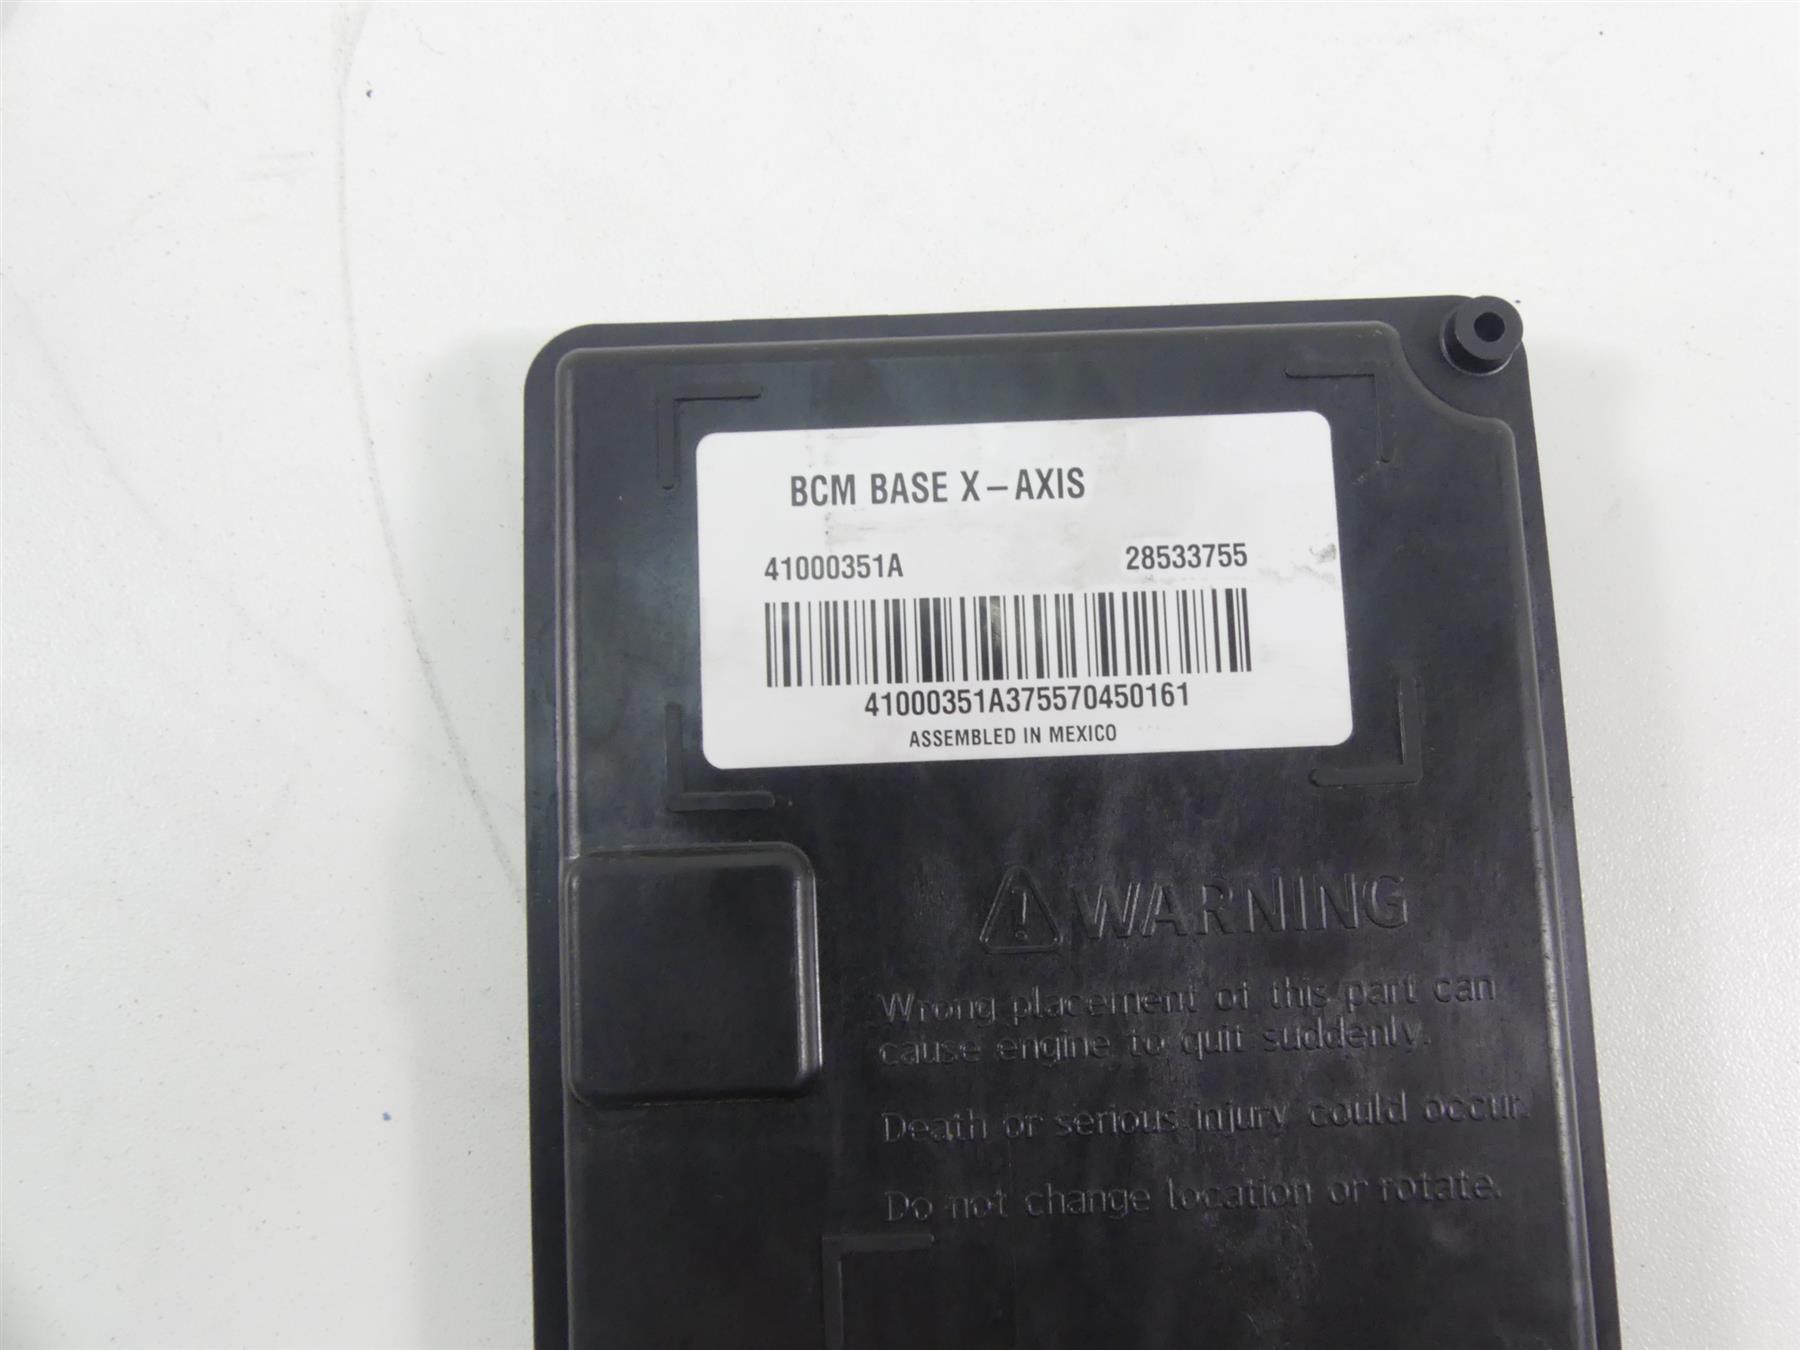 BCM BASE X-AXIS
41000351A 28533755
41000351A375570450161
ASSEMBLED IN MEXICO
WARNING
Wrong placement of this part can
cause engine to quit suddenly.
Death or serious injury could occur.
Do not change location or rotate.